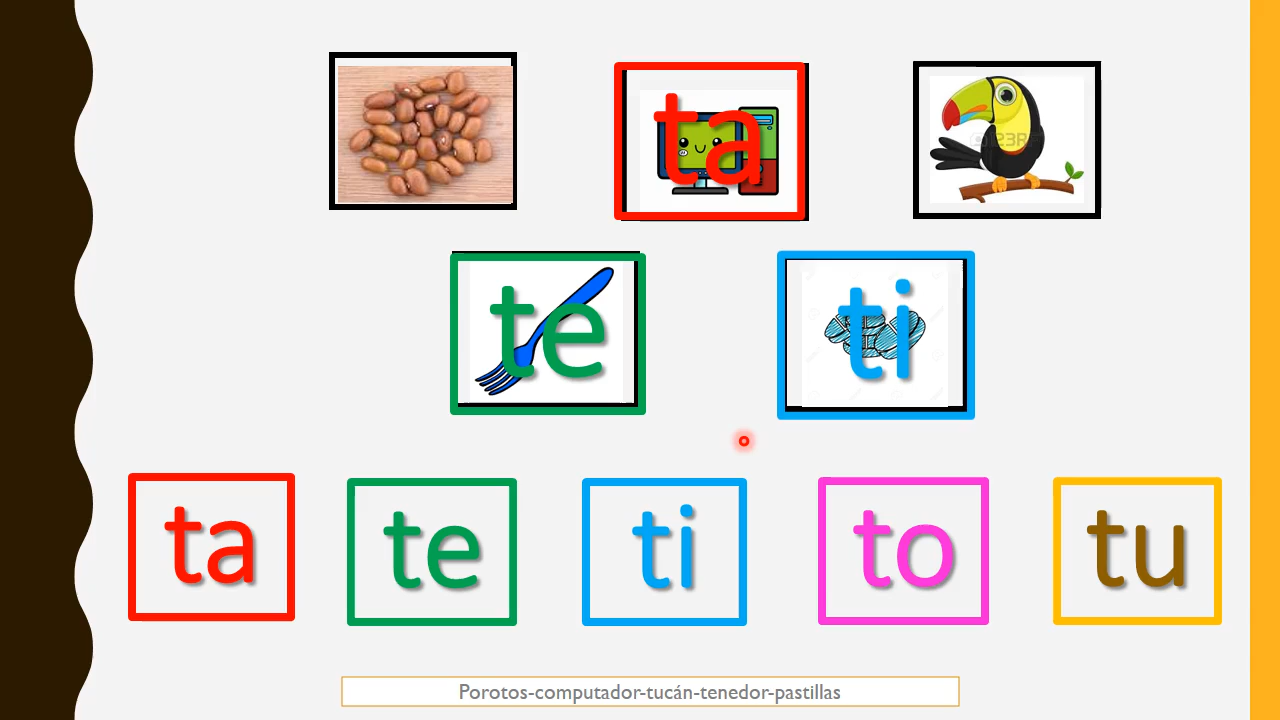 ta
te
ti
ta
te
ti
to
tu
Porotos-computador-tucán-tenedor-pastillas